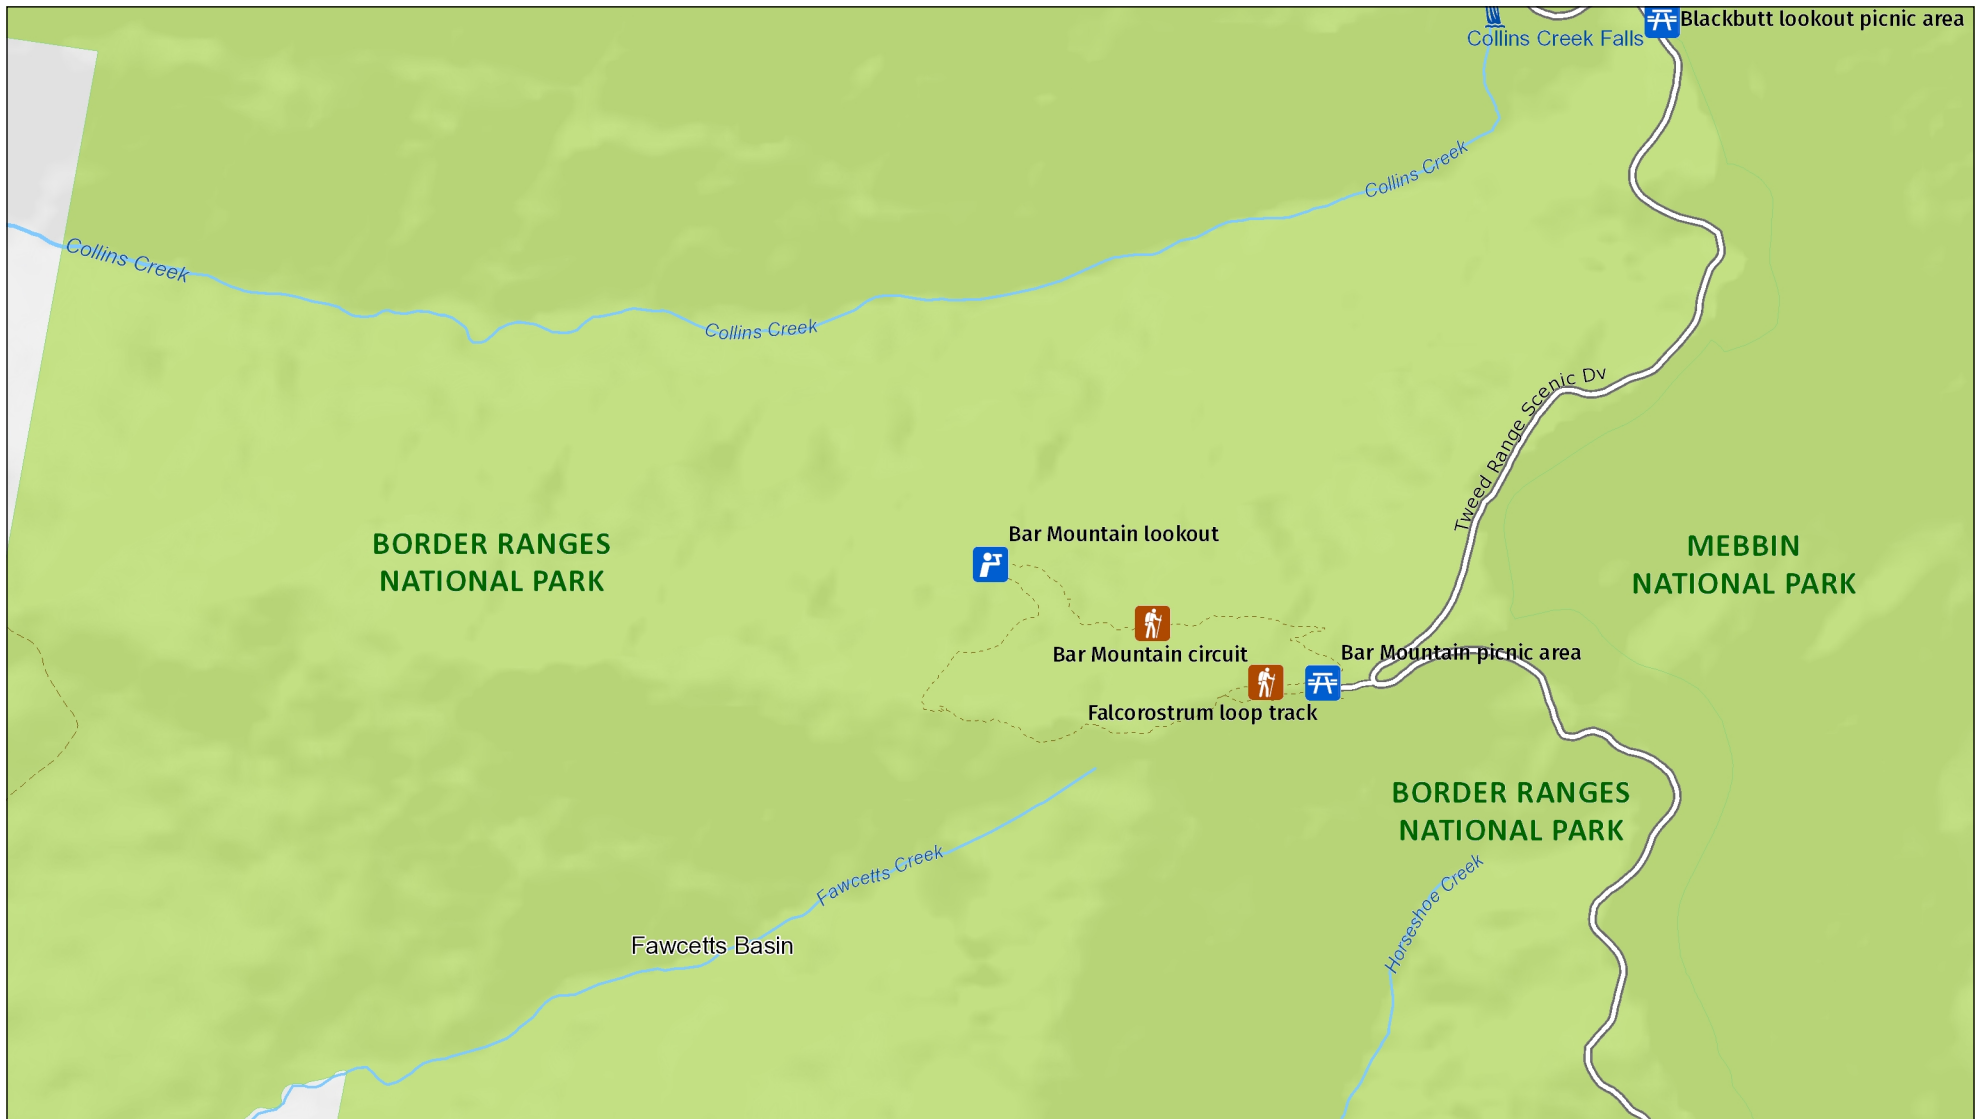 Blackbutt lookout picnic area
Collins Creek Falls
Collins Creek
Collins Creek
Collins Creek
Tweed Range Scenic Dv
Bar Mountain lookout
BORDER RANGES
NATIONAL PARK
MEBBIN
NATIONAL PARK
Bar Mountain circuit
Bar Mountain picnic area
Falcorostrum loop track
BORDER RANGES
NATIONAL PARK
Fawcetts Creek
Horseshoe Creek
Fawcetts Basin